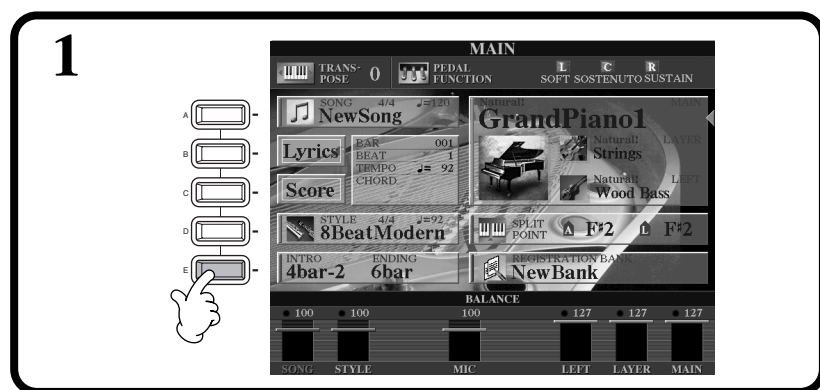 1
MAIN
TRANS-
POSE 0 PEDAL
FUNCTION
L C R
SOFT SOSTENUTO SUSTAIN
A
B
C
D
E
SONG 4/4 ♩=120
NewSong
Lyrics
Score
BAR 001
BEAT 1
TEMPO ♩= 92
CHORD
STYLE 4/4 ♩=92
8BeatModern
INTRO ENDING
4bar-2 6bar
Natural! MAIN
GrandPiano1
Natural! LAYER
Strings
Natural! LEFT
Wood Bass
SPLIT
POINT A F♯2 L F♯2
REGISTRATION BANK
NewBank
BALANCE
100 100 100 127 127 127
SONG STYLE MIC LEFT LAYER MAIN